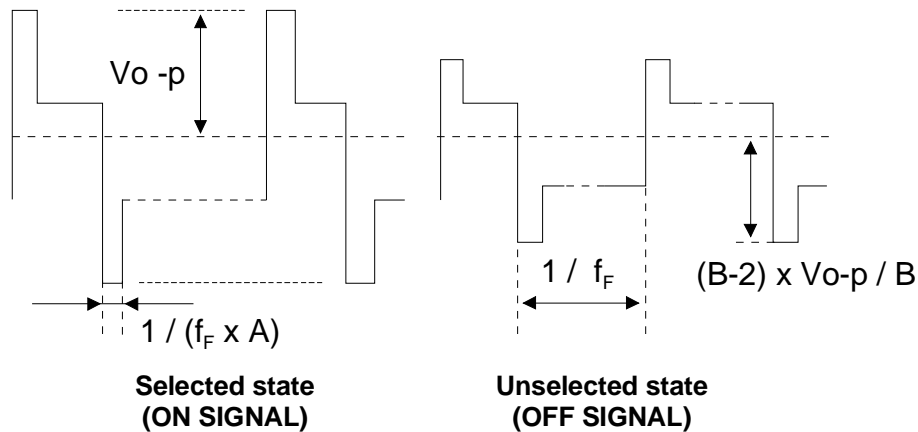 Vo -p
1 / f_F
(B-2) x Vo-p / B
1 / (f_F x A)
Selected state
(ON SIGNAL)
Unselected state
(OFF SIGNAL)